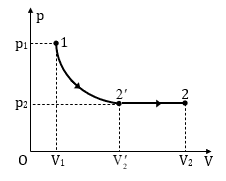 p
p₁ 1
p₂ 2′ 2
O V₁ V₂′ V₂ V